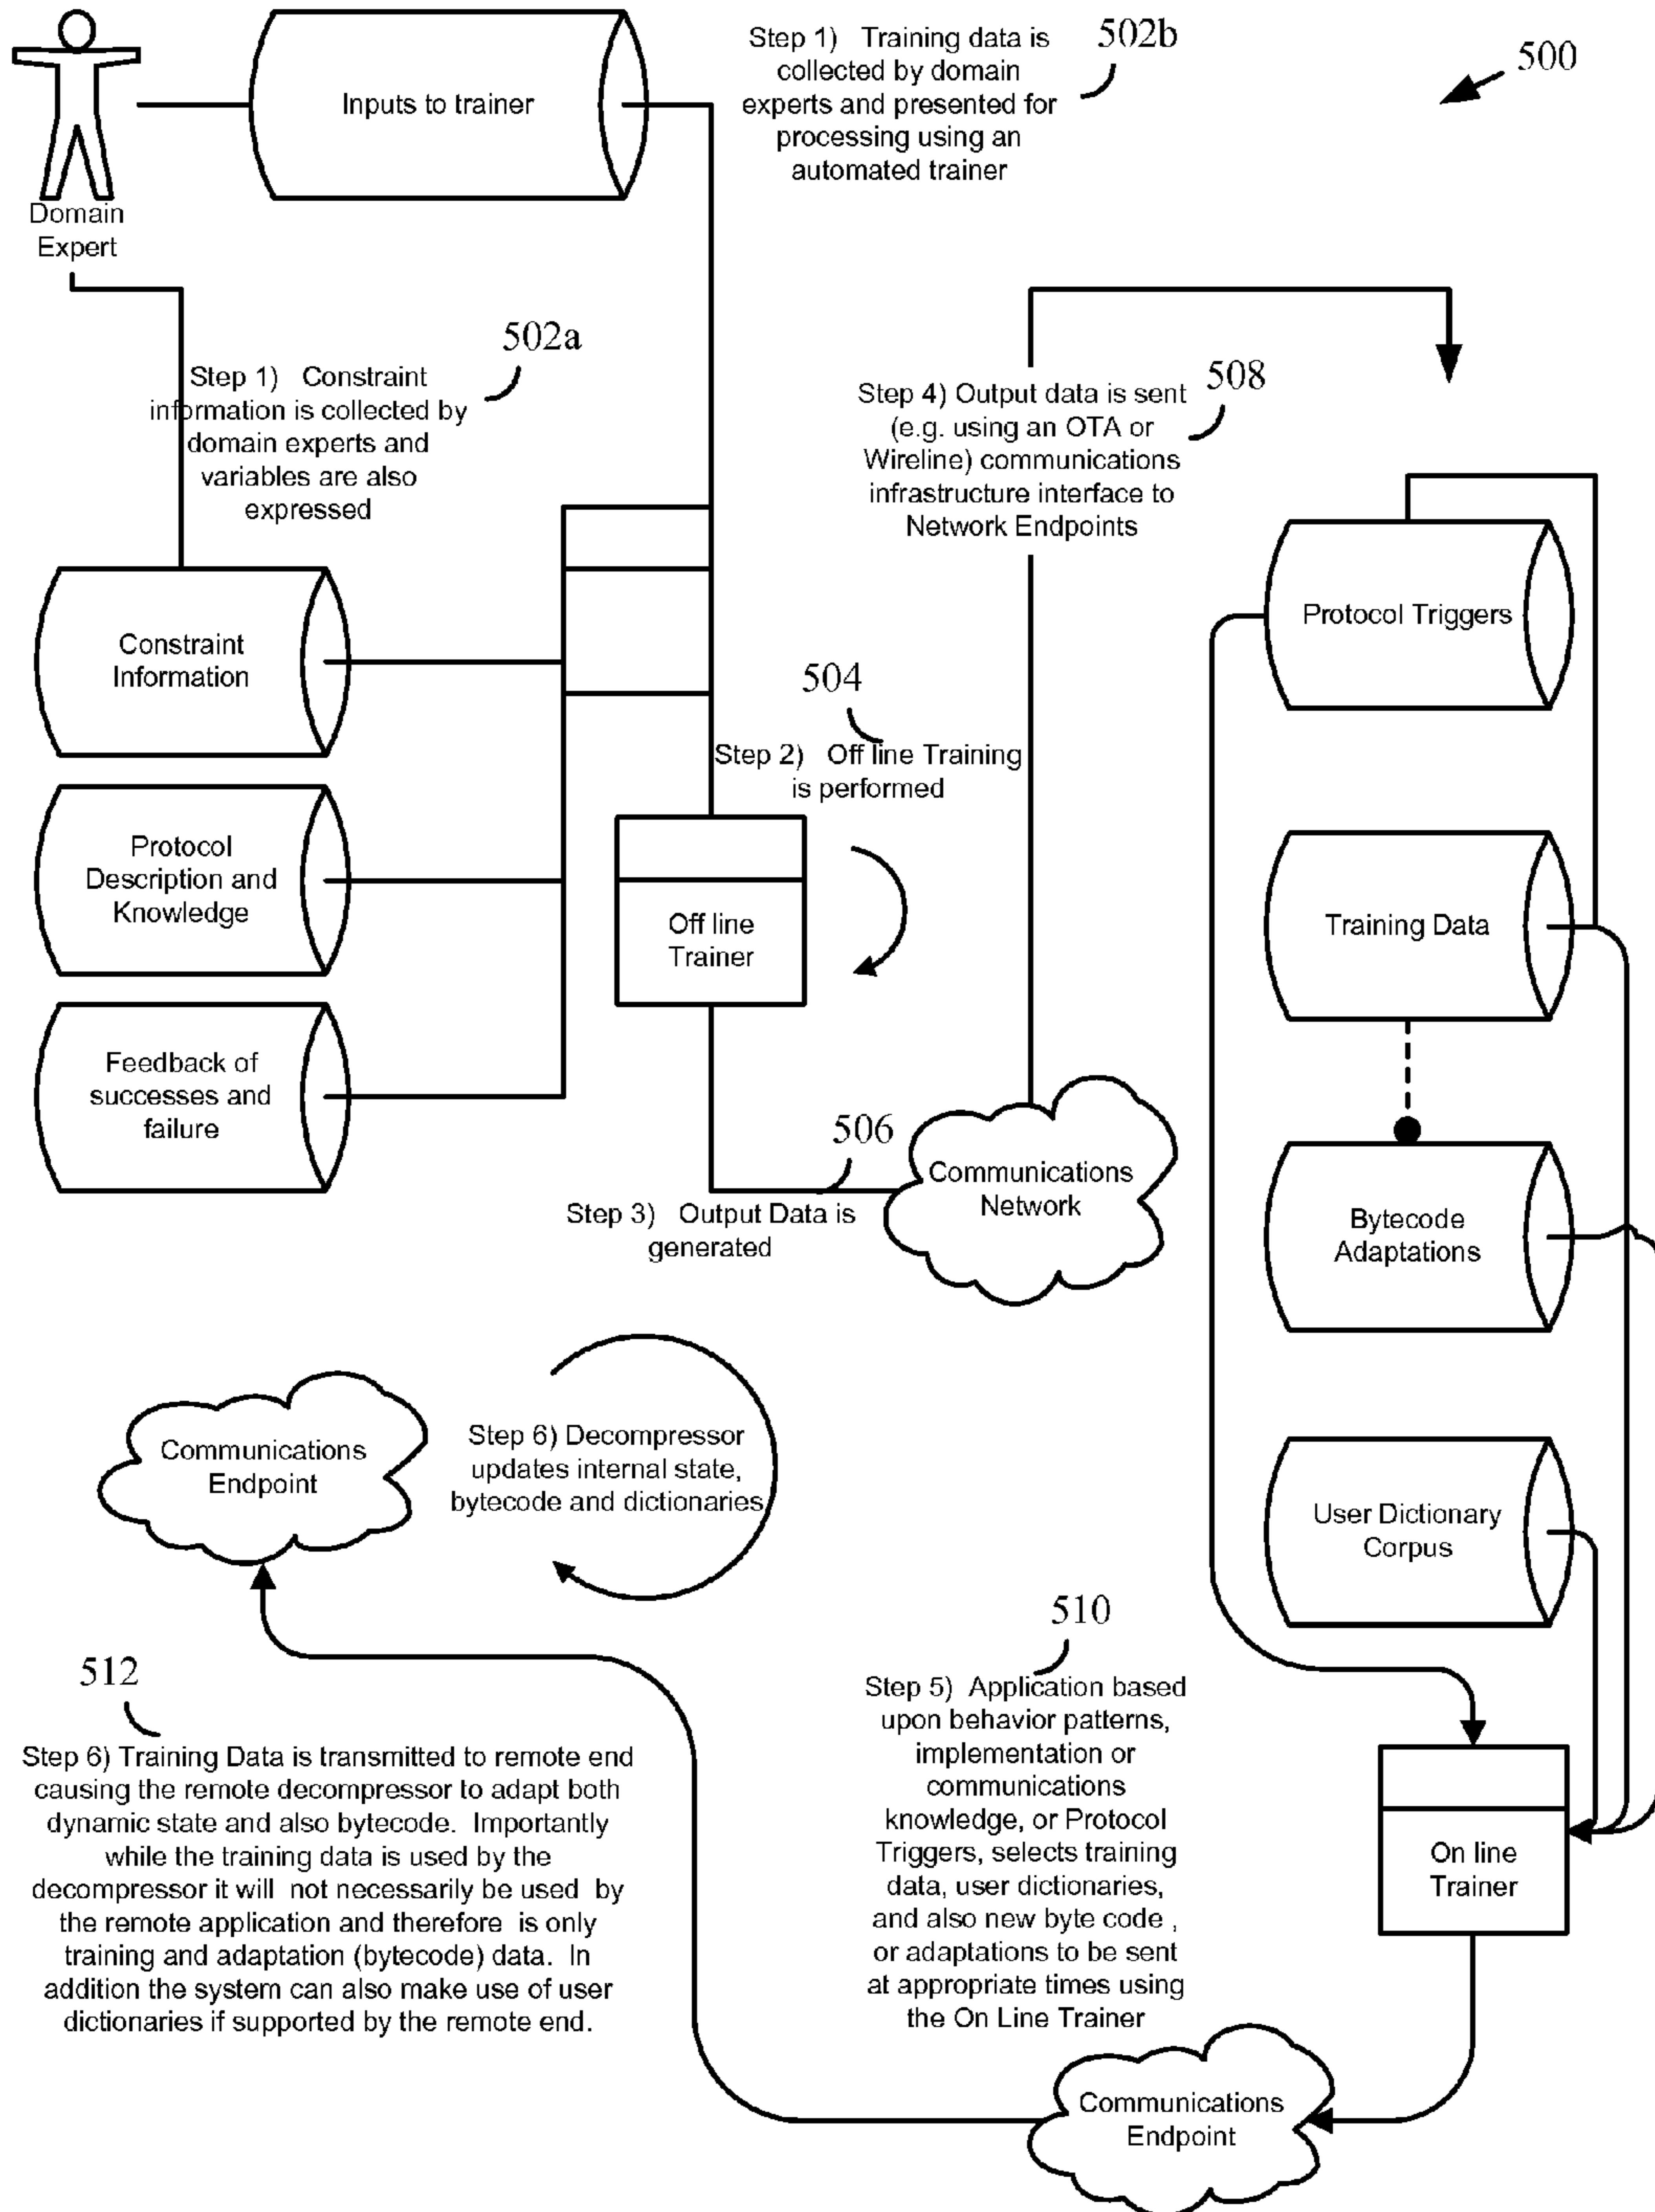 Domain
Expert
Inputs to trainer
Step 1) Training data is
collected by domain
experts and presented for
processing using an
automated trainer
502b
500
502a
Step 1) Constraint
information is collected by
domain experts and
variables are also
expressed
Step 4) Output data is sent
(e.g. using an OTA or
Wireline) communications
infrastructure interface to
Network Endpoints
508
Constraint
Information
Protocol
Description and
Knowledge
Feedback of
successes and
failure
504
Step 2) Off line Training
is performed
Off line
Trainer
506
Step 3) Output Data is
generated
Communications
Network
Protocol Triggers
Training Data
Bytecode
Adaptations
User Dictionary
Corpus
Communications
Endpoint
Step 6) Decompressor
updates internal state,
bytecode and dictionaries
512
Step 6) Training Data is transmitted to remote end
causing the remote decompressor to adapt both
dynamic state and also bytecode. Importantly
while the training data is used by the
decompressor it will not necessarily be used by
the remote application and therefore is only
training and adaptation (bytecode) data. In
addition the system can also make use of user
dictionaries if supported by the remote end.
510
Step 5) Application based
upon behavior patterns,
implementation or
communications
knowledge, or Protocol
Triggers, selects training
data, user dictionaries,
and also new byte code ,
or adaptations to be sent
at appropriate times using
the On Line Trainer
On line
Trainer
Communications
Endpoint